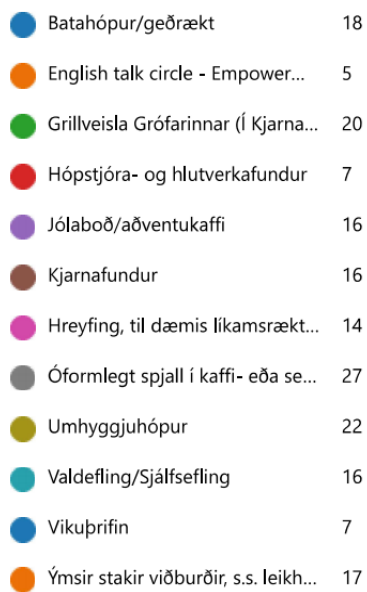 Batahópur/geðrækt 18
English talk circle - Empower... 5
Grillveisla Grófarinnar (Í Kjarna... 20
Hópstjóra- og hlutverkafundur 7
Jólaboð/aðventukaffi 16
Kjarnafundur 16
Hreyfing, til dæmis líkamsrækt... 14
Óformlegt spjall í kaffi- eða se... 27
Umhyggjuhópur 22
Valdefling/Sjálfsefling 16
Vikuþrifin 7
Ýmsir stakir viðburðir, s.s. leikh... 17